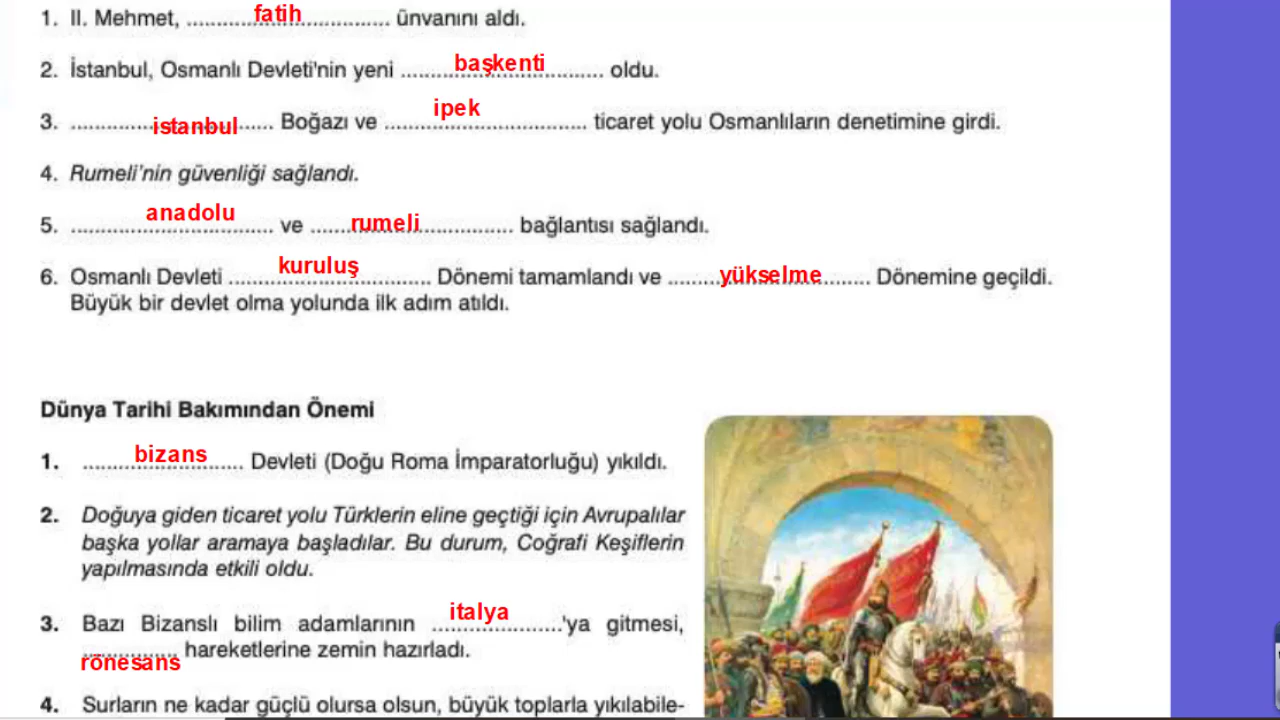 1. II. Mehmet, .......fatih....... ünvanını aldı.
2. İstanbul, Osmanlı Devleti'nin yeni .......başkenti....... oldu.
3. .......istanbul....... Boğazı ve .......ipek....... ticaret yolu Osmanlıların denetimine girdi.
4. Rumeli'nin güvenliği sağlandı.
5. .......anadolu....... ve .......rumeli....... bağlantısı sağlandı.
6. Osmanlı Devleti .......kuruluş....... Dönemi tamamlandı ve .......yükselme....... Dönemine geçildi.
Büyük bir devlet olma yolunda ilk adım atıldı.
Dünya Tarihi Bakımından Önemi
1. .......bizans....... Devleti (Doğu Roma İmparatorluğu) yıkıldı.
2. Doğuya giden ticaret yolu Türklerin eline geçtiği için Avrupalılar
başka yollar aramaya başladılar. Bu durum, Coğrafi Keşiflerin
yapılmasında etkili oldu.
3. Bazı Bizanslı bilim adamlarının .......italya.......'ya gitmesi,
.......rönesans....... hareketlerine zemin hazırladı.
4. Surların ne kadar güçlü olursa olsun, büyük toplarla yıkılabile-